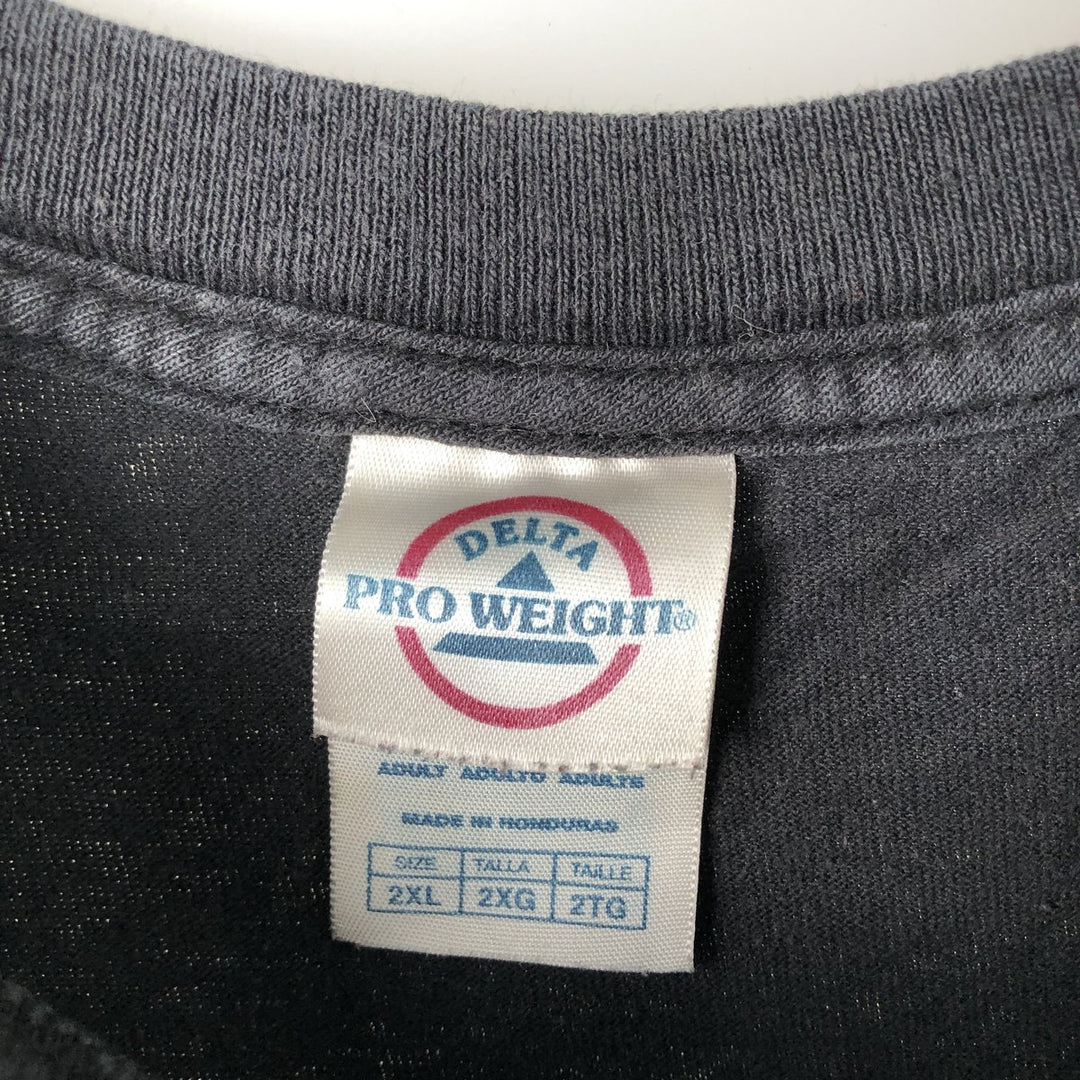 DELTA
PRO WEIGHT®
ADULT ADULTO ADULTE
MADE IN HONDURAS
SIZE TALLA TAILLE
2XL 2XG 2TG